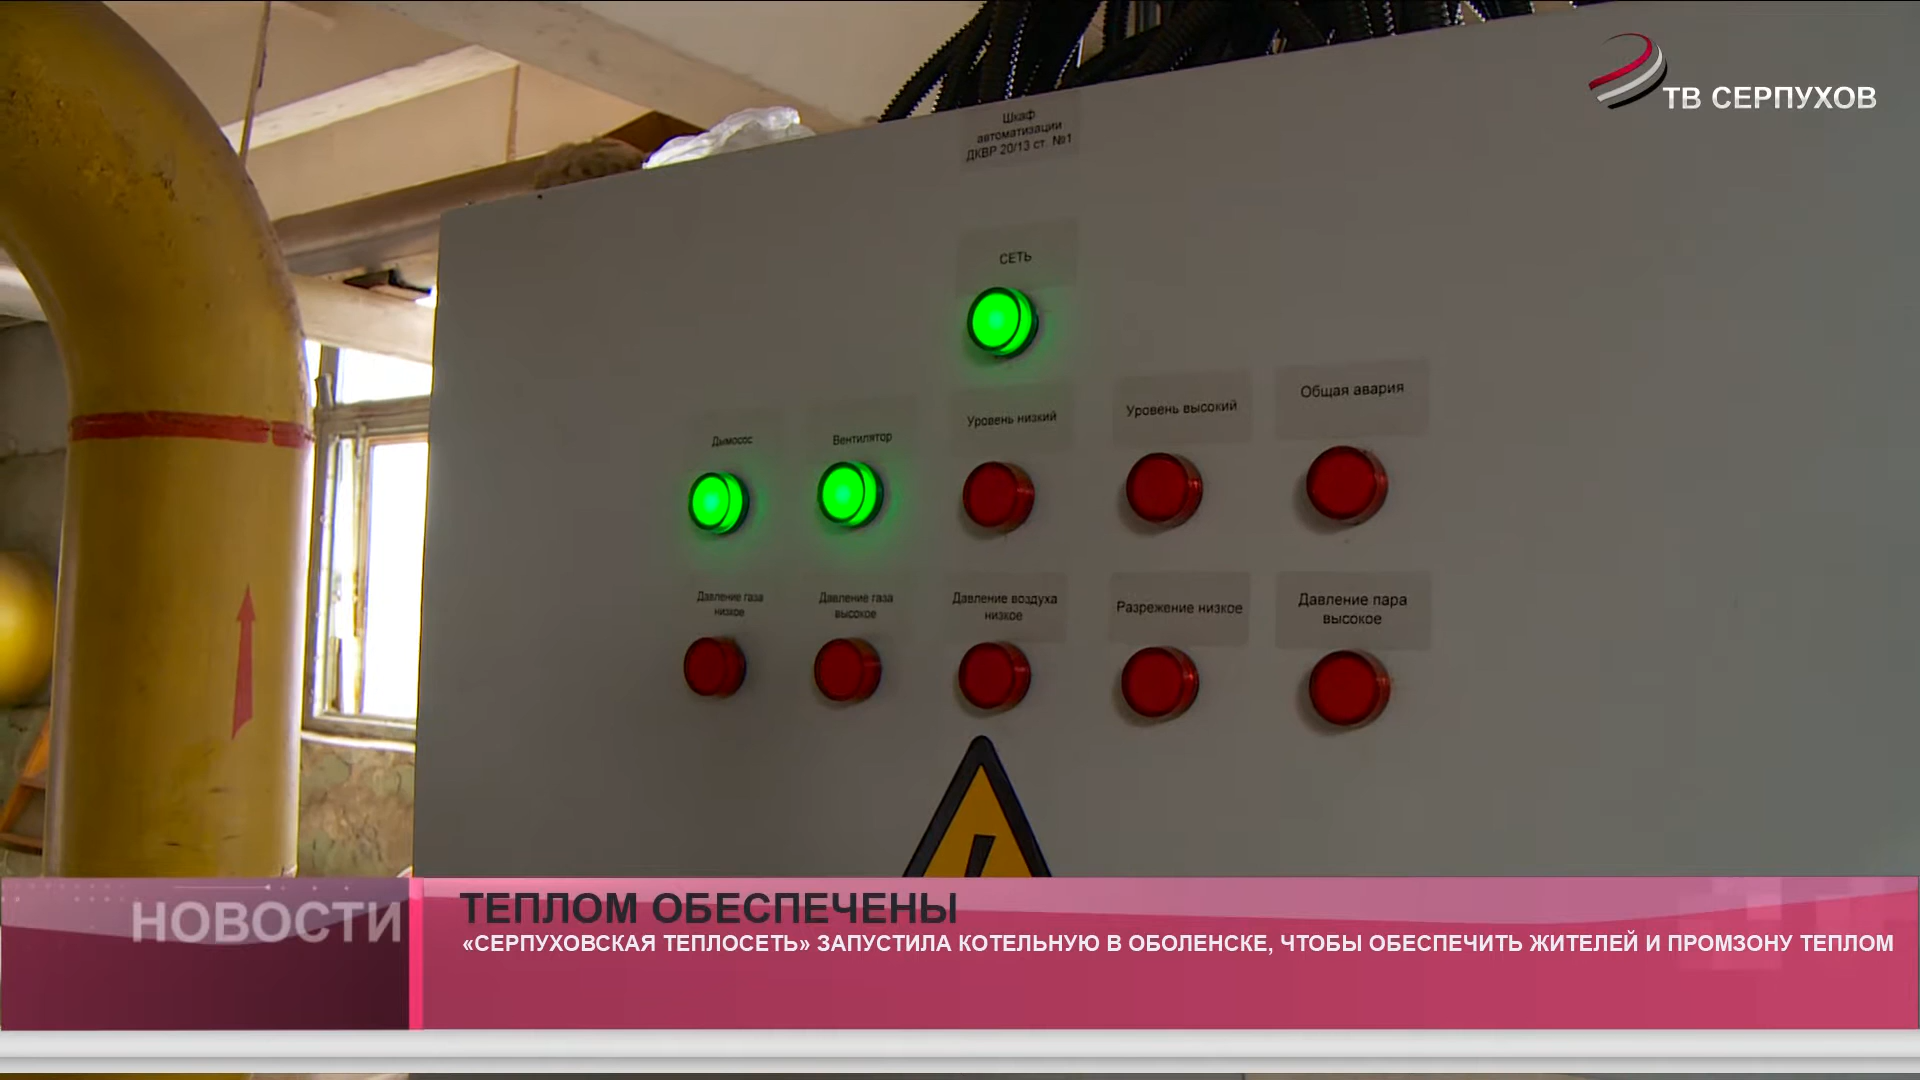 ТВ СЕРПУХОВ
Шкаф
автоматизации
ДКВР 20/13 ст. №1
СЕТЬ
Дымосос
Вентилятор
Уровень низкий
Уровень высокий
Общая авария
Давление газа
низкое
Давление газа
высокое
Давление воздуха
низкое
Разрежение низкое
Давление пара
высокое
НОВОСТИ
ТЕПЛОМ ОБЕСПЕЧЕНЫ
«СЕРПУХОВСКАЯ ТЕПЛОСЕТЬ» ЗАПУСТИЛА КОТЕЛЬНУЮ В ОБОЛЕНСКЕ, ЧТОБЫ ОБЕСПЕЧИТЬ ЖИТЕЛЕЙ И ПРОМЗОНУ ТЕПЛОМ